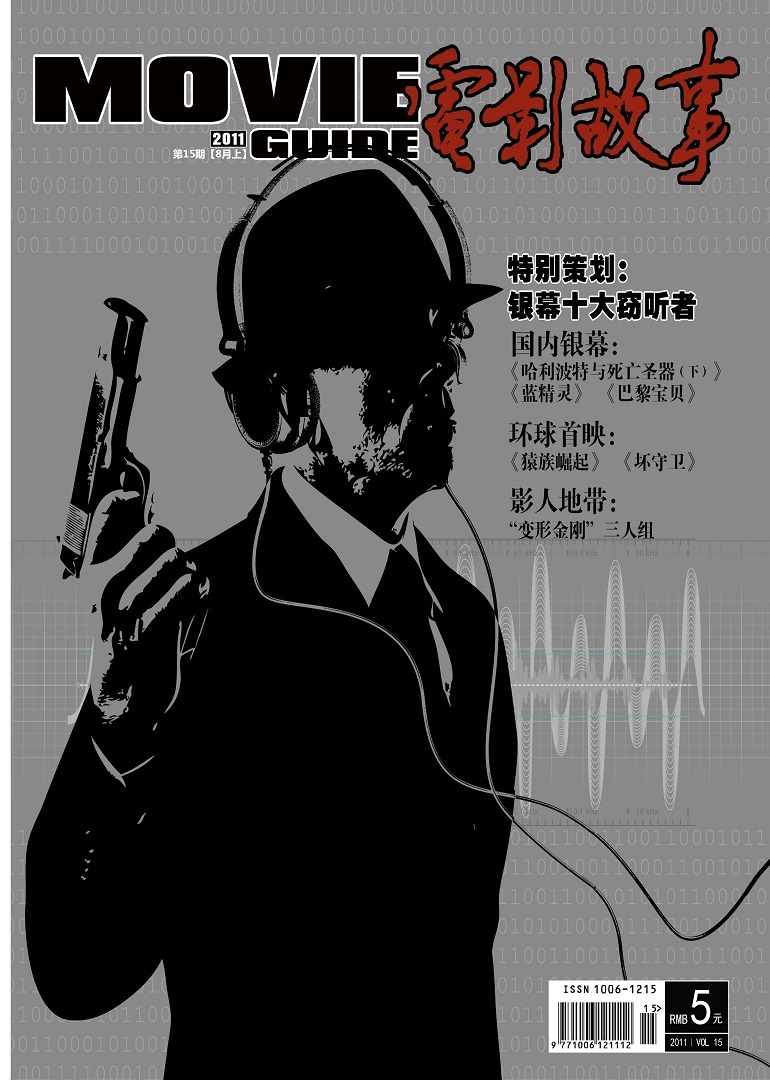 MOVIE 電影故事
2011
第15期【8月上】 GUIDE
特别策划：
银幕十大窃听者
国内银幕：
《哈利波特与死亡圣器（下）》
《蓝精灵》 《巴黎宝贝》
环球首映：
《猿族崛起》 《坏守卫》
影人地带：
“变形金刚”三人组
20 kHz
20 kHz
ISSN 1006-1215
15>
9 771006 121112
RMB 5元
2011 | VOL 15